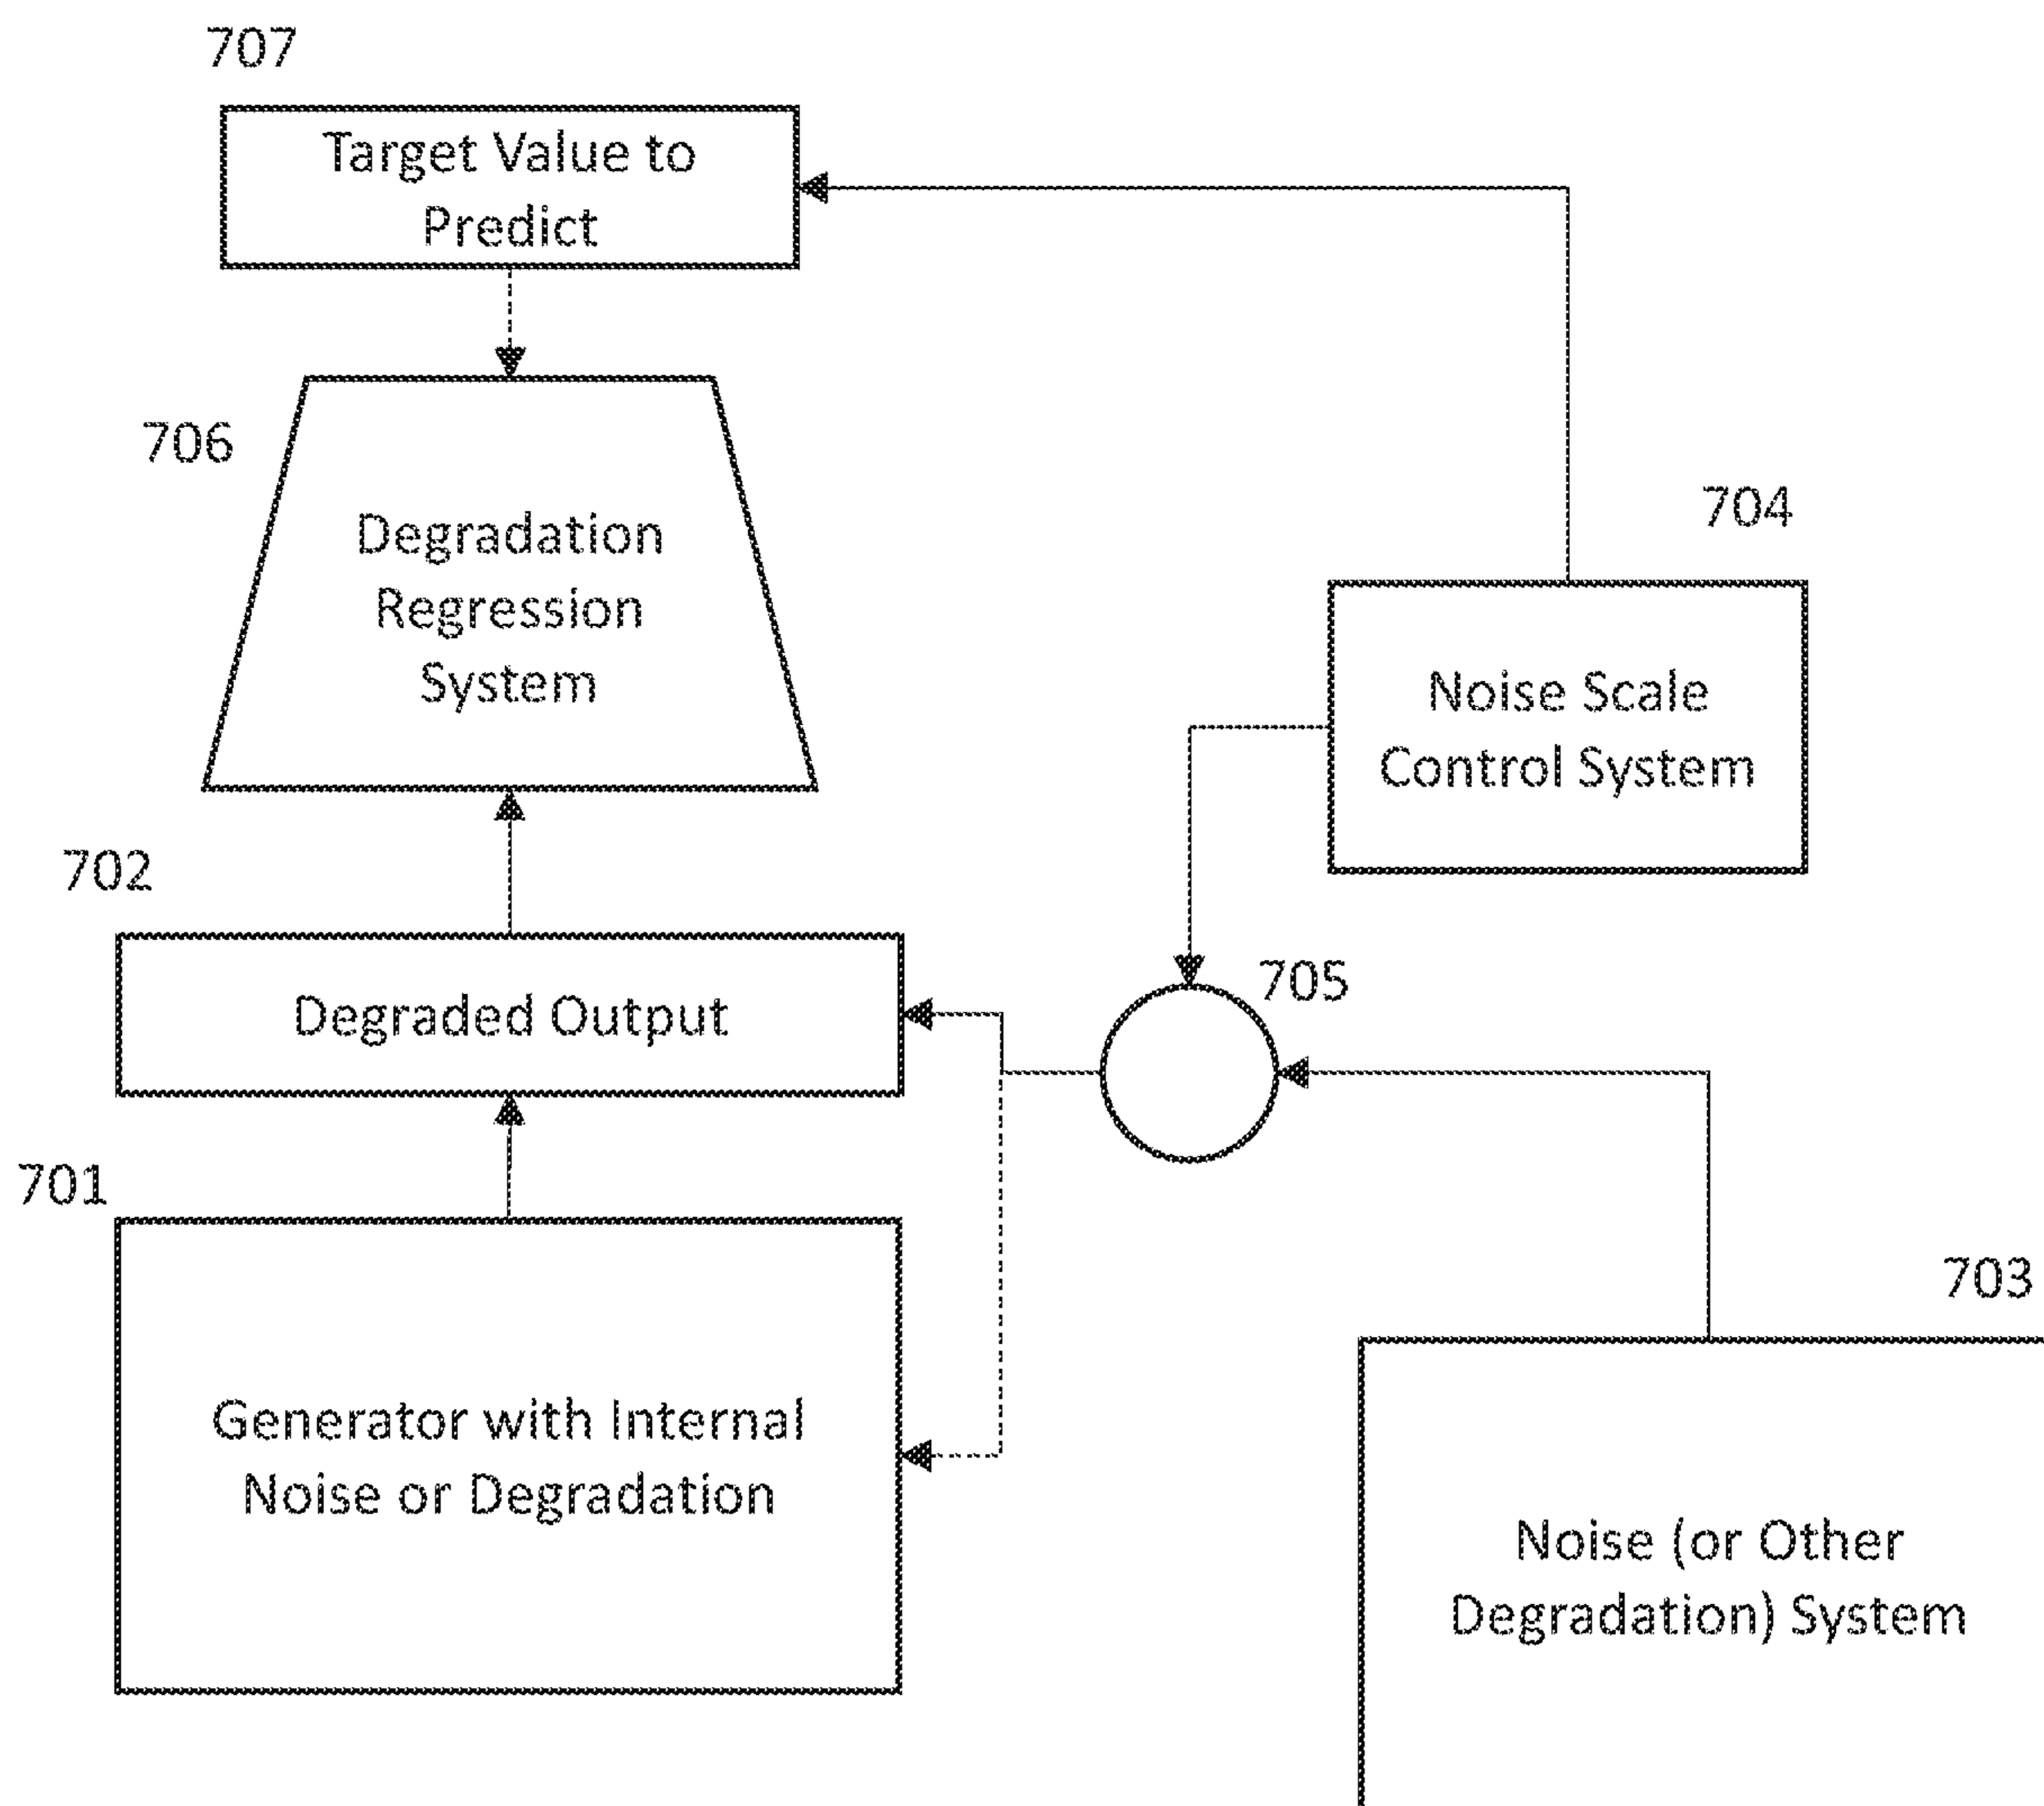 707
Target Value to
Predict
706
Degradation
Regression
System
704
Noise Scale
Control System
702
Degraded Output
705
701
Generator with Internal
Noise or Degradation
703
Noise (or Other
Degradation) System